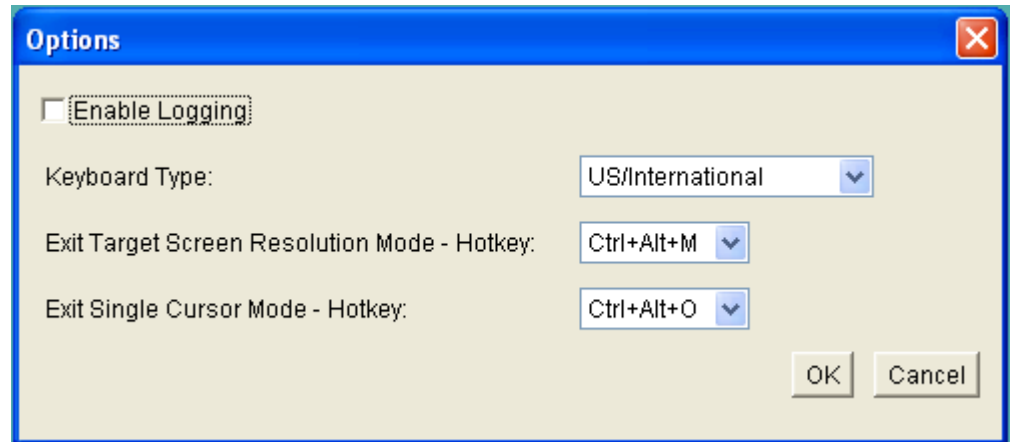 Options
Enable Logging
Keyboard Type: US/International
Exit Target Screen Resolution Mode - Hotkey: Ctrl+Alt+M
Exit Single Cursor Mode - Hotkey: Ctrl+Alt+O
OK Cancel